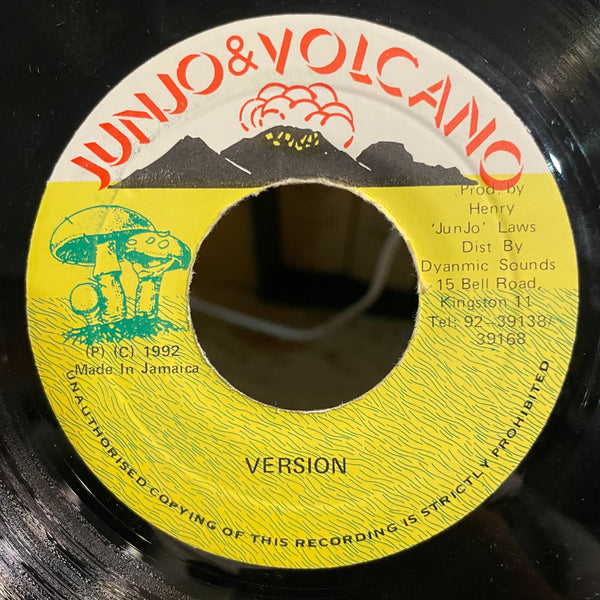 JUNJO & VOLCANO
Prod. by
Henry
'JunJo' Laws
Dist By
Dyanmic Sounds
15 Bell Road,
Kingston 11
Tel: 92-39138/
39168
(P) (C) 1992
Made In Jamaica
VERSION
UNAUTHORISED COPYING OF THIS RECORDING IS STRICTLY PROHIBITED